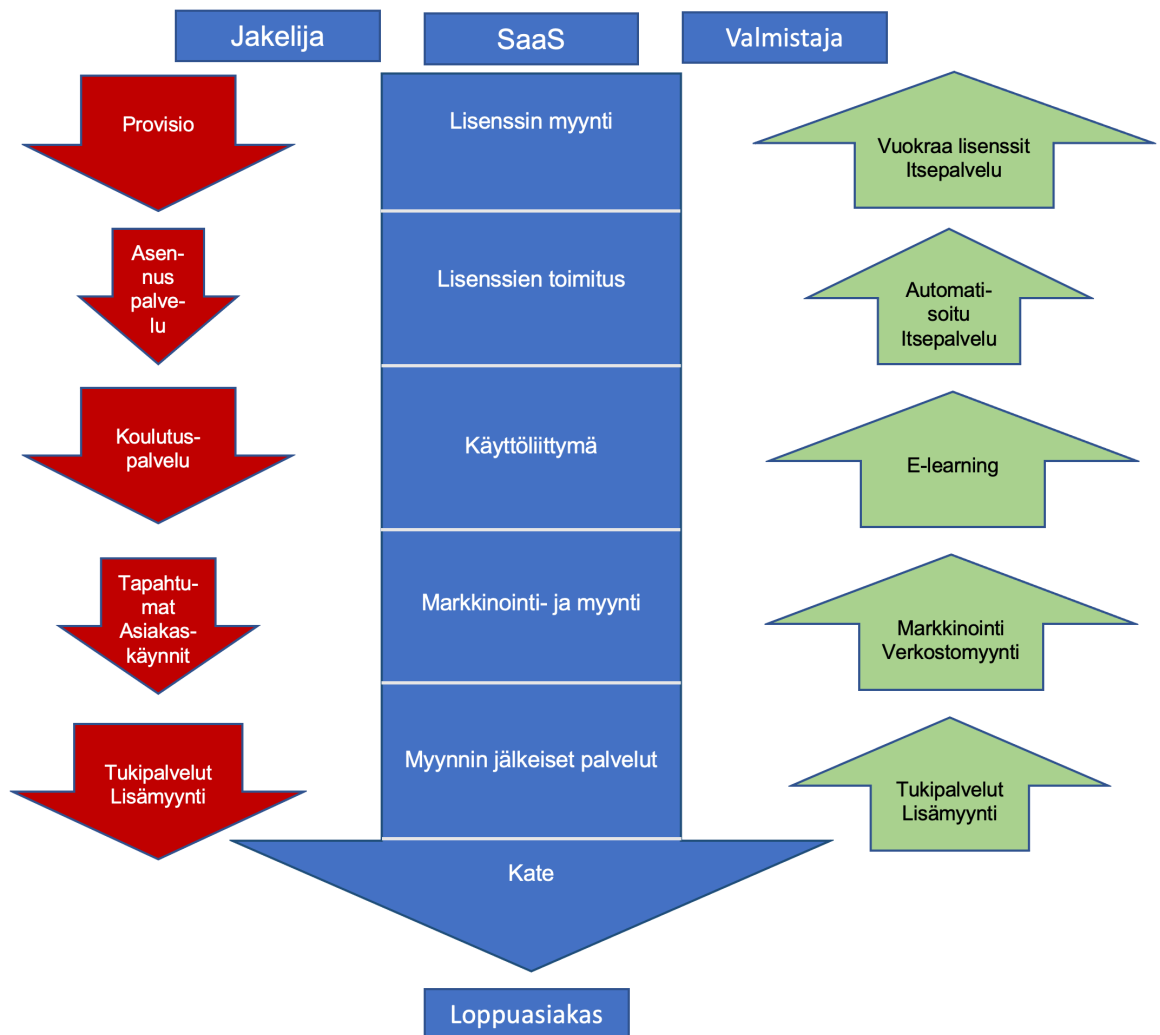 Jakelija
SaaS
Valmistaja
Provisio
Lisenssin myynti
Vuokraa lisenssit
Itsepalvelu
Asen-
nus
palve-
lu
Lisenssien toimitus
Automati-
soitu
Itsepalvelu
Koulutus-
palvelu
Käyttöliittymä
E-learning
Tapahtu-
mat
Asiakas-
käynnit
Markkinointi- ja myynti
Markkinointi
Verkostomyynti
Tukipalvelut
Lisämyynti
Myynnin jälkeiset palvelut
Tukipalvelut
Lisämyynti
Kate
Loppuasiakas